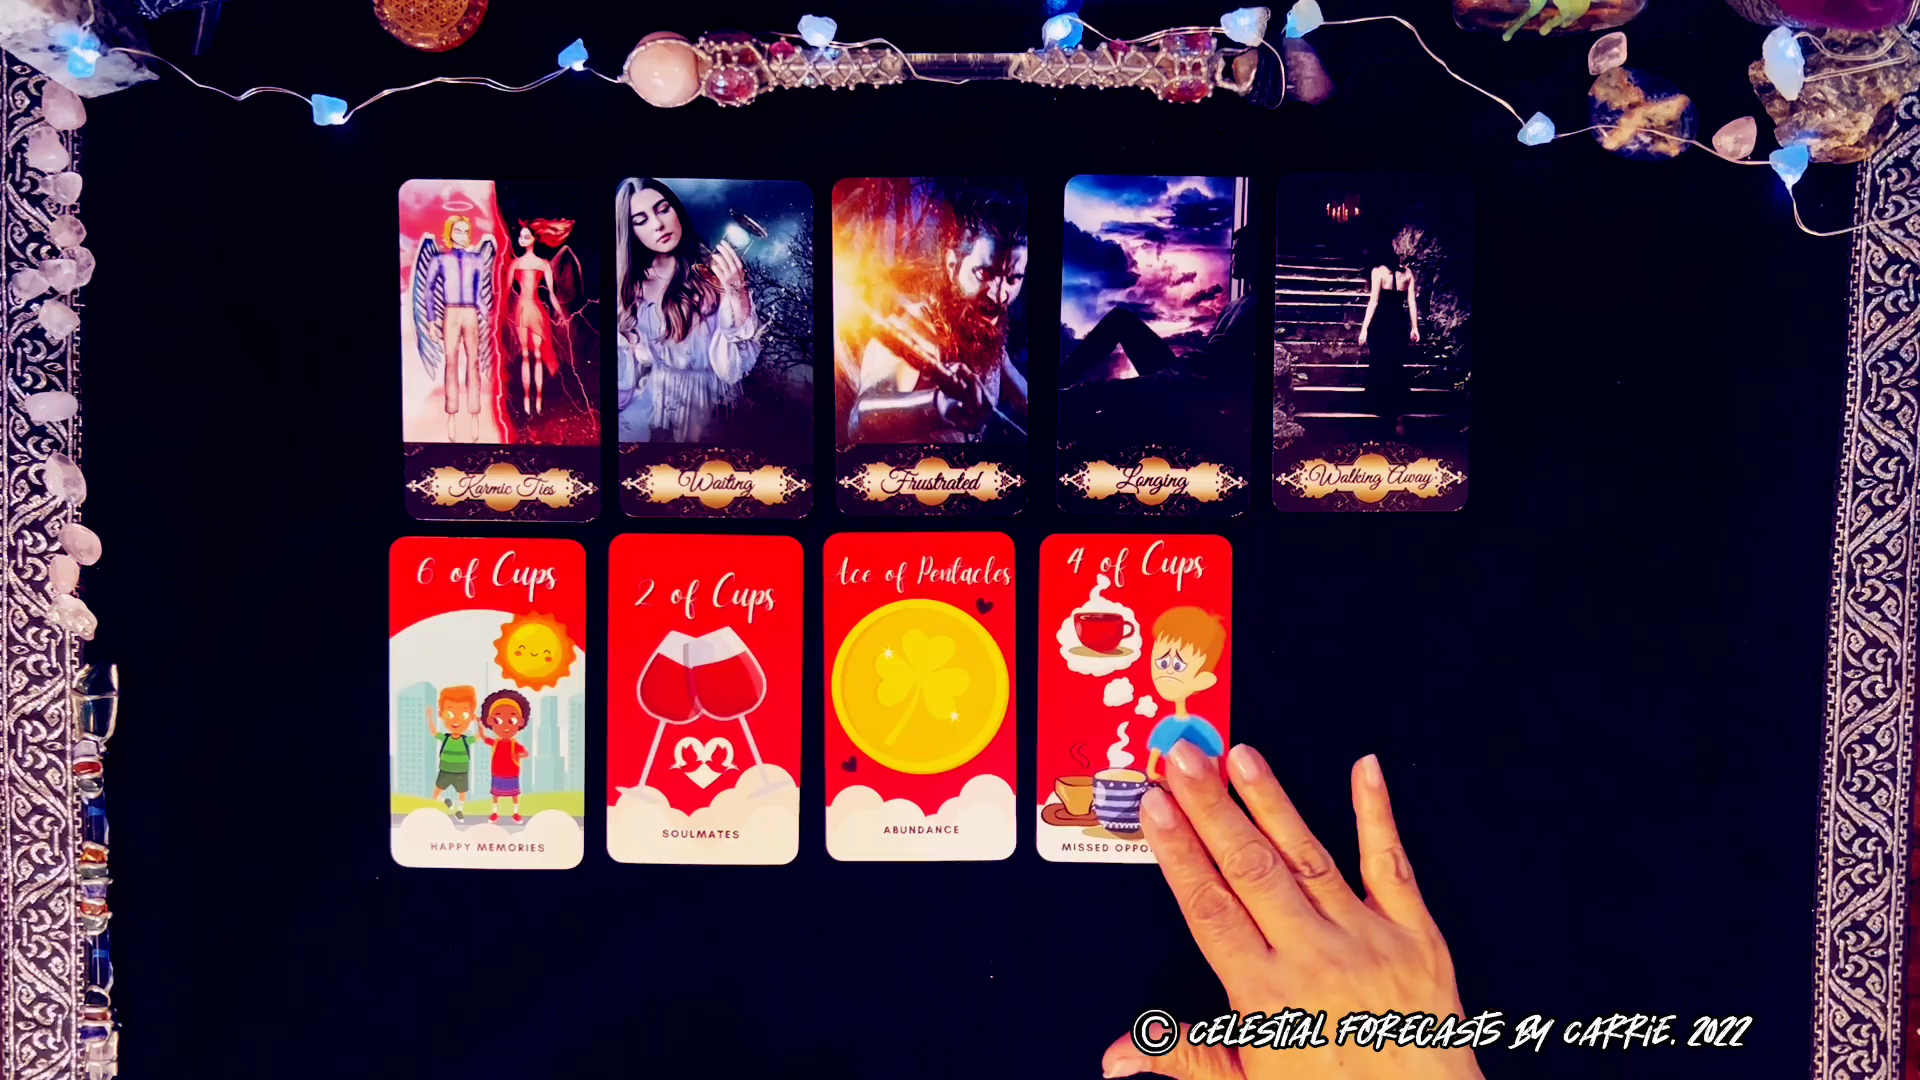 Karmic Ties
Waiting
Frustrated
Longing
Walking Away
6 of Cups
HAPPY MEMORIES
2 of Cups
SOULMATES
Ace of Pentacles
ABUNDANCE
4 of Cups
MISSED
© CELESTIAL FORECASTS BY CARRIE. 2022